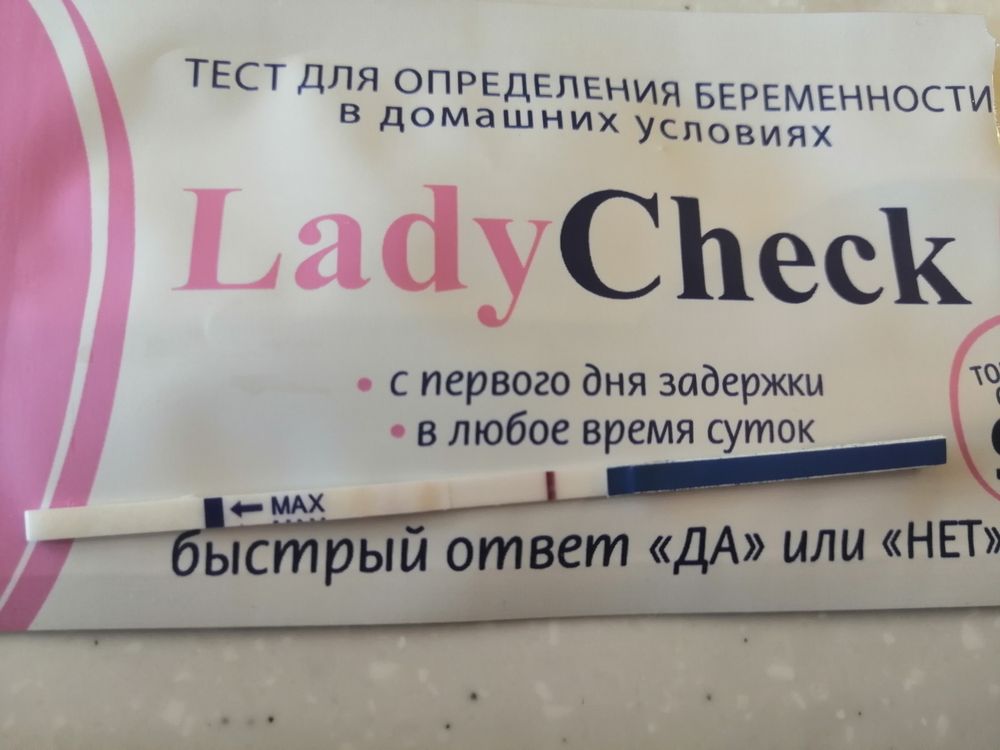 ТЕСТ ДЛЯ ОПРЕДЕЛЕНИЯ БЕРЕМЕННОСТИ
в домашних условиях
LadyCheck
• с первого дня задержки
• в любое время суток
MAX
быстрый ответ «ДА» или «НЕТ»